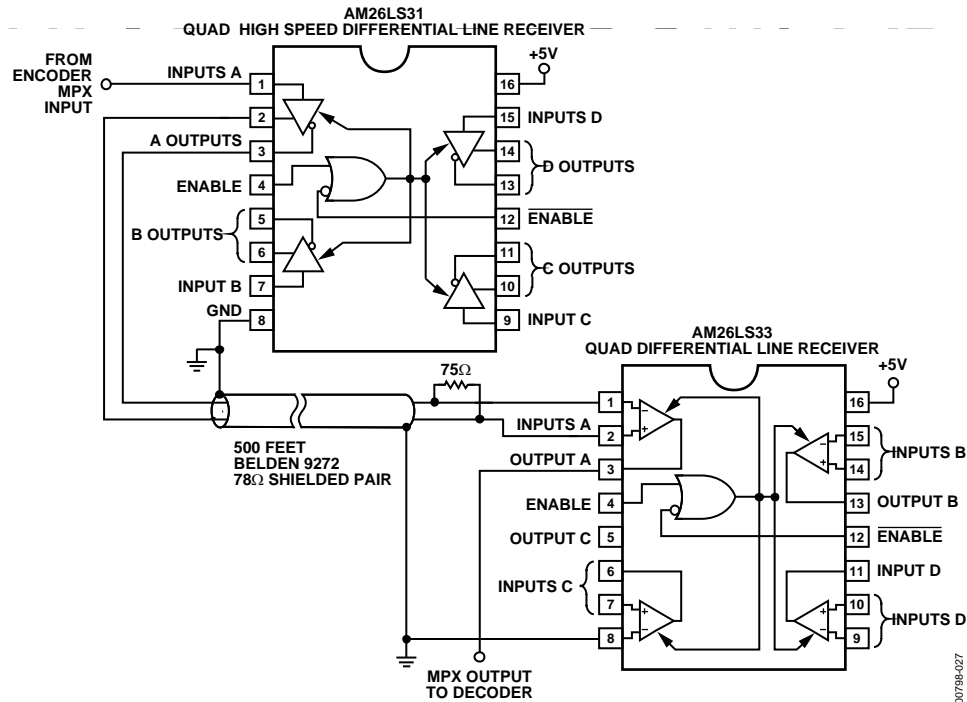 AM26LS31
QUAD HIGH SPEED DIFFERENTIAL LINE RECEIVER
FROM
ENCODER
MPX
INPUT
INPUTS A
A OUTPUTS
ENABLE
B OUTPUTS
INPUT B
GND
1
2
3
4
5
6
7
8
+5V
16
15
14
13
12
11
10
9
INPUTS D
D OUTPUTS
ENABLE
C OUTPUTS
INPUT C
75Ω
500 FEET
BELDEN 9272
78Ω SHIELDED PAIR
AM26LS33
QUAD DIFFERENTIAL LINE RECEIVER
INPUTS A
OUTPUT A
ENABLE
OUTPUT C
INPUTS C
1
2
3
4
5
6
7
8
– +
+ –
– +
+ –
+5V
16
15
14
13
12
11
10
9
INPUTS B
OUTPUT B
ENABLE
INPUT D
INPUTS D
MPX OUTPUT
TO DECODER
00798-027